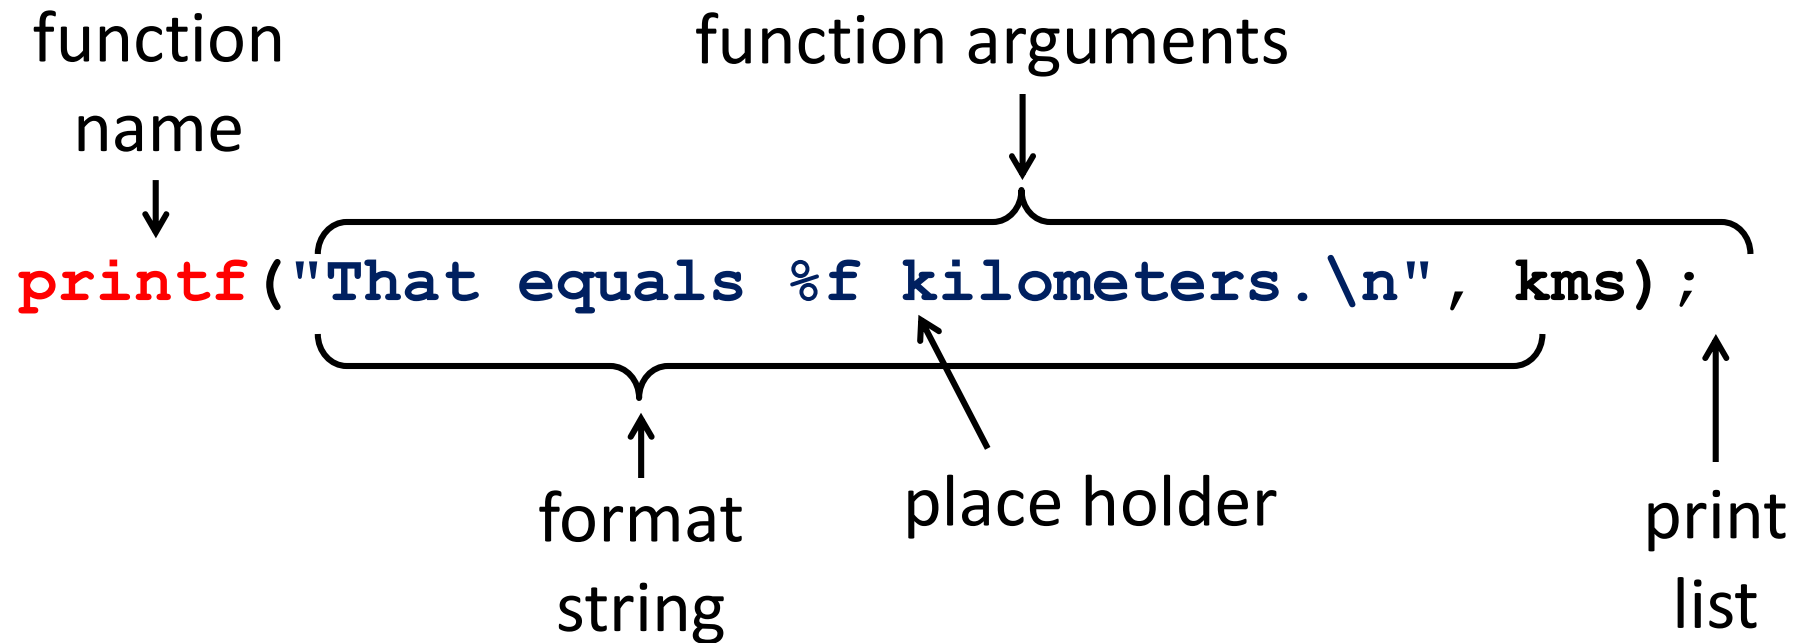 function
name
function arguments
printf("That equals %f kilometers.\n", kms);
format
string
place holder
print
list